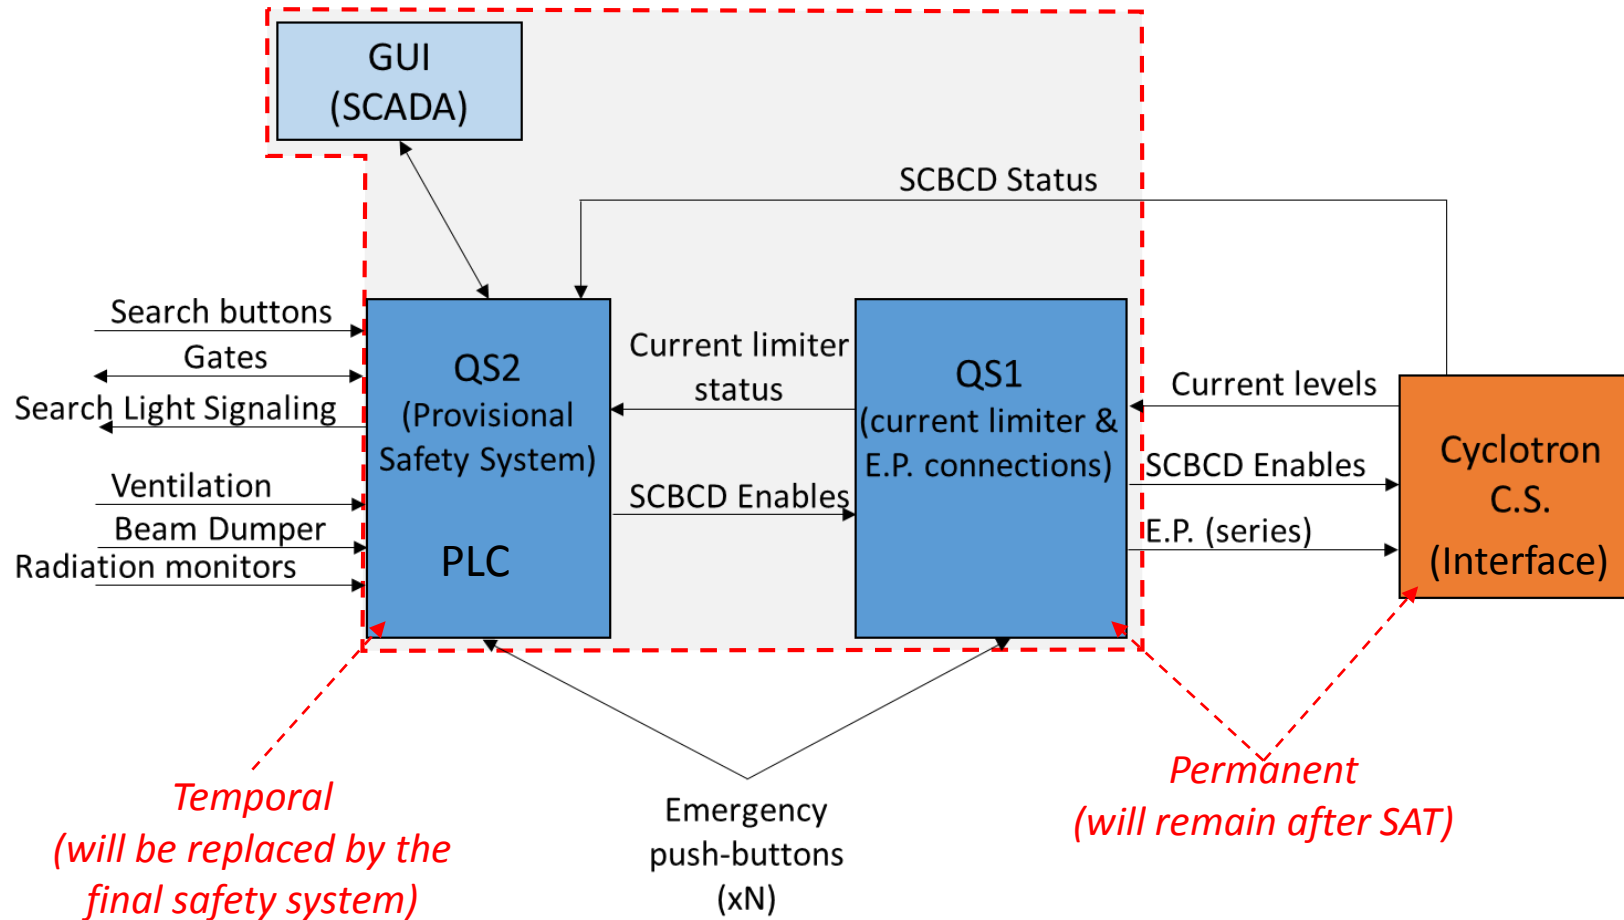 GUI
(SCADA)
SCBCD Status
Search buttons
Gates
Search Light Signaling
Ventilation
Beam Dumper
Radiation monitors
QS2
(Provisional
Safety System)
PLC
Current limiter
status
SCBCD Enables
QS1
(current limiter &
E.P. connections)
Current levels
SCBCD Enables
E.P. (series)
Cyclotron
C.S.
(Interface)
Temporal
(will be replaced by the
final safety system)
Emergency
push-buttons
(xN)
Permanent
(will remain after SAT)